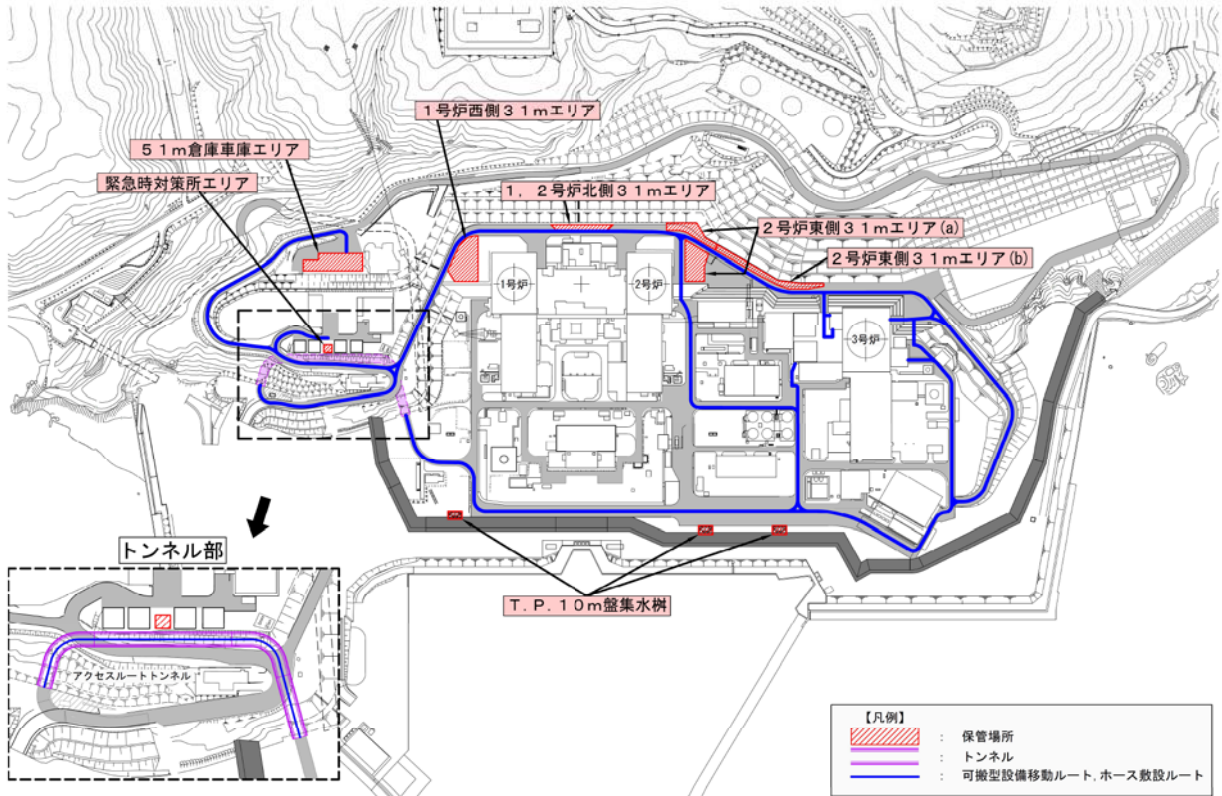 1号炉西側31mエリア
51m倉庫車庫エリア
緊急時対策所エリア
1,2号炉北側31mエリア
2号炉東側31mエリア(a)
2号炉東側31mエリア(b)
1号炉
2号炉
3号炉
トンネル部
T.P.10m盤集水桝
アクセスルートトンネル
【凡例】
: 保管場所
: トンネル
: 可搬型設備移動ルート,ホース敷設ルート